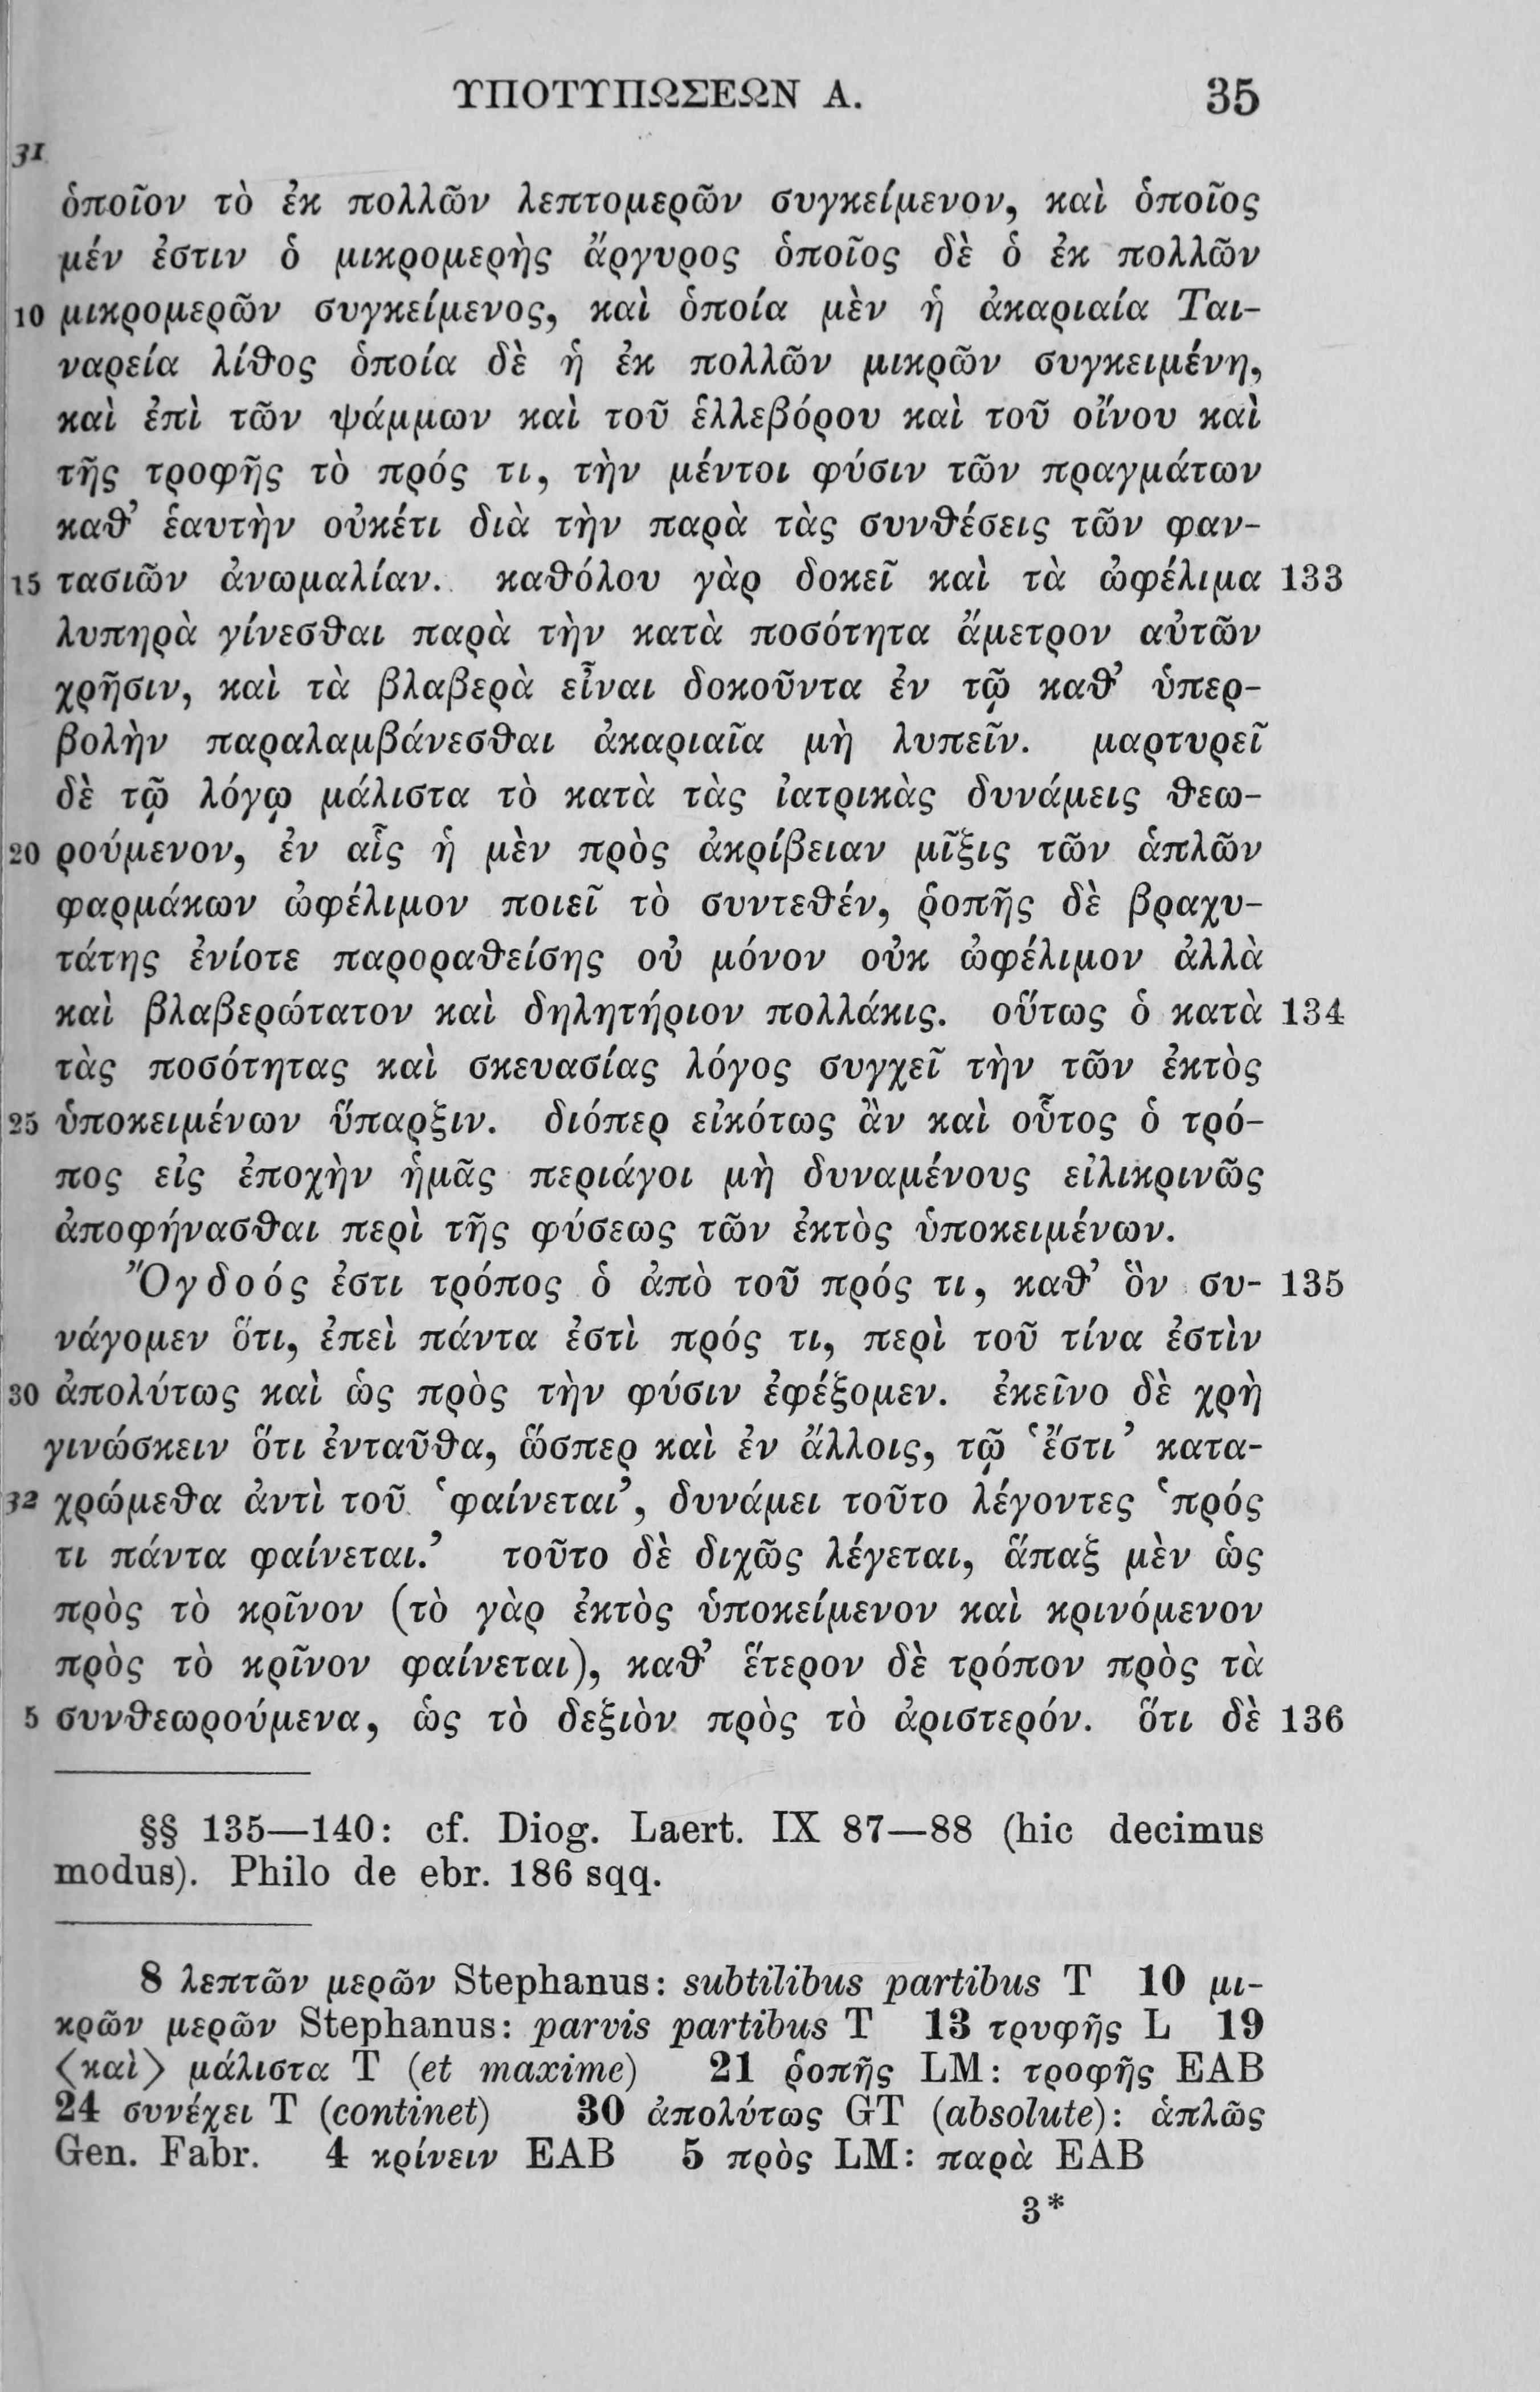 ΥΠΟΤΥΠΩΣΕΩΝ Α. 35
31
ὁποῖον τὸ ἐκ πολλῶν λεπτομερῶν συγκείμενον, καὶ ὁποῖος
μέν ἐστιν ὁ μικρομερὴς ἄργυρος ὁποῖος δὲ ὁ ἐκ πολλῶν
10 μικρομερῶν συγκείμενος, καὶ ὁποία μὲν ἡ ἀκαριαία Ται-
ναρεία λίθος ὁποία δὲ ἡ ἐκ πολλῶν μικρῶν συγκειμένη,
καὶ ἐπὶ τῶν ψάμμων καὶ τοῦ ἑλλεβόρου καὶ τοῦ οἴνου καὶ
τῆς τροφῆς τὸ πρός τι, τὴν μέντοι φύσιν τῶν πραγμάτων
καθ’ ἑαυτὴν οὐκέτι διὰ τὴν παρὰ τὰς συνθέσεις τῶν φαν-
15 τασιῶν ἀνωμαλίαν. καθόλου γὰρ δοκεῖ καὶ τὰ ὠφέλιμα 133
λυπηρὰ γίνεσθαι παρὰ τὴν κατὰ ποσότητα ἄμετρον αὐτῶν
χρῆσιν, καὶ τὰ βλαβερὰ εἶναι δοκοῦντα ἐν τῷ καθ’ ὑπερ-
βολὴν παραλαμβάνεσθαι ἀκαριαῖα μὴ λυπεῖν. μαρτυρεῖ
δὲ τῷ λόγῳ μάλιστα τὸ κατὰ τὰς ἰατρικὰς δυνάμεις θεω-
20 ρούμενον, ἐν αἷς ἡ μὲν πρὸς ἀκρίβειαν μῖξις τῶν ἁπλῶν
φαρμάκων ὠφέλιμον ποιεῖ τὸ συντεθέν, ῥοπῆς δὲ βραχυ-
τάτης ἐνίοτε παροραθείσης οὐ μόνον οὐκ ὠφέλιμον ἀλλὰ
καὶ βλαβερώτατον καὶ δηλητήριον πολλάκις. οὕτως ὁ κατὰ 134
τὰς ποσότητας καὶ σκευασίας λόγος συγχεῖ τὴν τῶν ἐκτὸς
25 ὑποκειμένων ὕπαρξιν. διόπερ εἰκότως ἂν καὶ οὗτος ὁ τρό-
πος εἰς ἐποχὴν ἡμᾶς περιάγοι μὴ δυναμένους εἰλικρινῶς
ἀποφήνασθαι περὶ τῆς φύσεως τῶν ἐκτὸς ὑποκειμένων.
Ὄγδοός ἐστι τρόπος ὁ ἀπὸ τοῦ πρός τι, καθ’ ὃν συ- 135
νάγομεν ὅτι, ἐπεὶ πάντα ἐστὶ πρός τι, περὶ τοῦ τίνα ἐστὶν
30 ἀπολύτως καὶ ὡς πρὸς τὴν φύσιν ἐφέξομεν. ἐκεῖνο δὲ χρὴ
γινώσκειν ὅτι ἐνταῦθα, ὥσπερ καὶ ἐν ἄλλοις, τῷ ‘ἔστι’ κατα-
32 χρώμεθα ἀντὶ τοῦ ‘φαίνεται’, δυνάμει τοῦτο λέγοντες ‘πρός
τι πάντα φαίνεται.’ τοῦτο δὲ διχῶς λέγεται, ἅπαξ μὲν ὡς
πρὸς τὸ κρῖνον (τὸ γὰρ ἐκτὸς ὑποκείμενον καὶ κρινόμενον
πρὸς τὸ κρῖνον φαίνεται), καθ’ ἕτερον δὲ τρόπον πρὸς τὰ
5 συνθεωρούμενα, ὡς τὸ δεξιὸν πρὸς τὸ ἀριστερόν. ὅτι δὲ 136
§§ 135—140: cf. Diog. Laert. IX 87—88 (hic decimus
modus). Philo de ebr. 186 sqq.
8 λεπτῶν μερῶν Stephanus: subtilibus partibus T 10 μι-
κρῶν μερῶν Stephanus: parvis partibus T 13 τρυφῆς L 19
⟨καὶ⟩ μάλιστα T (et maxime) 21 ῥοπῆς LM: τροφῆς EAB
24 συνέχει T (continet) 30 ἀπολύτως GT (absolute): ἁπλῶς
Gen. Fabr. 4 κρίνειν EAB 5 πρὸς LM: παρὰ EAB
3*